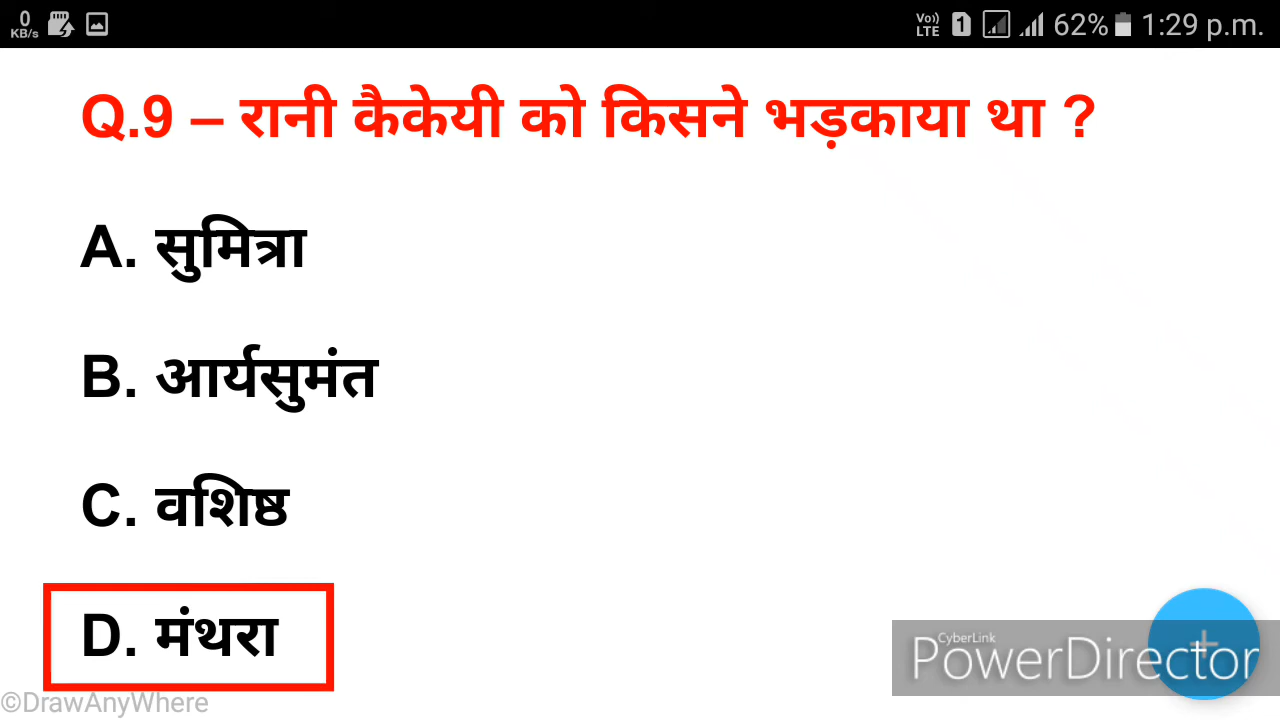 0
KB/s
Vo))
LTE
1
62%
1:29 p.m.
Q.9 – रानी कैकेयी को किसने भड़काया था ?
A. सुमित्रा
B. आर्यसुमंत
C. वशिष्ठ
D. मंथरा
CyberLink
PowerDirector
©DrawAnyWhere